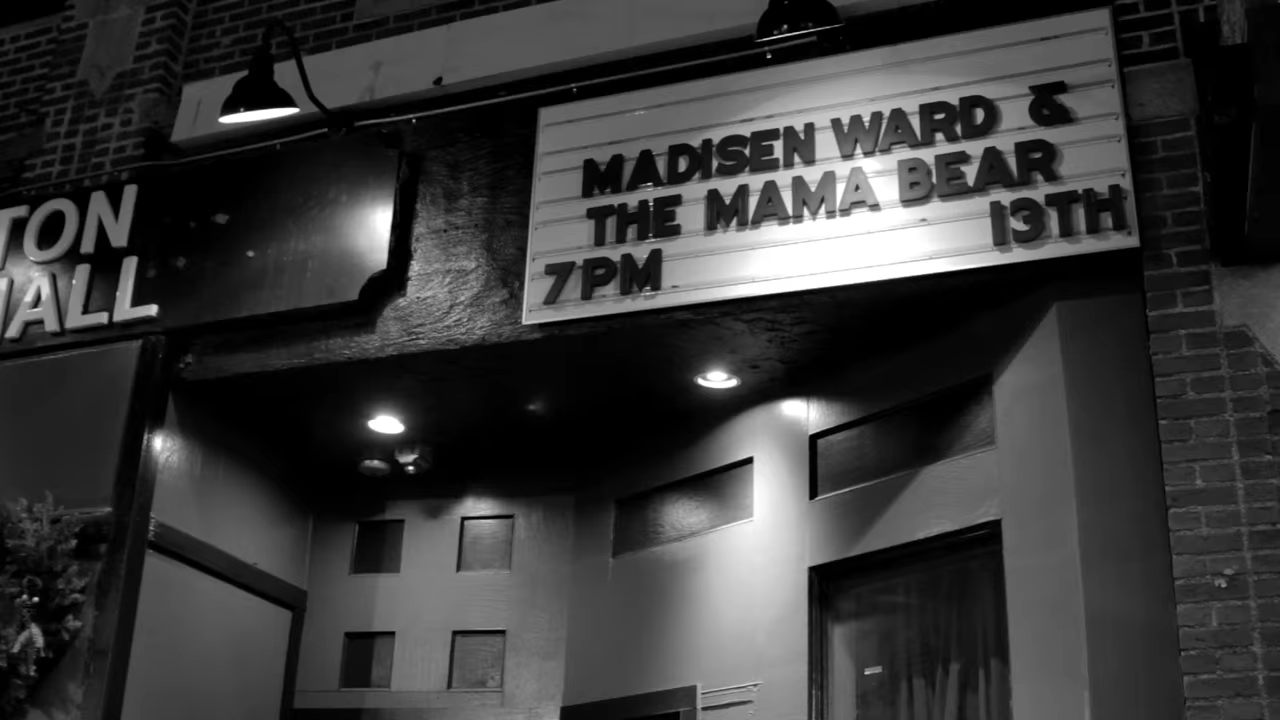 TON
HALL
MADISEN WARD &
THE MAMA BEAR
13TH
7PM